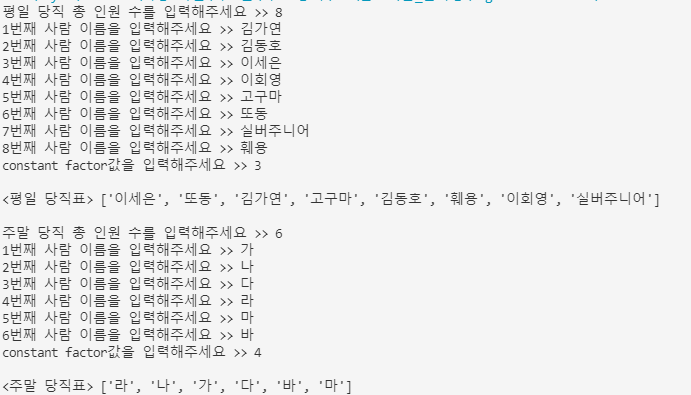 평일 당직 총 인원 수를 입력해주세요 >> 8
1번째 사람 이름을 입력해주세요 >> 김가연
2번째 사람 이름을 입력해주세요 >> 김동호
3번째 사람 이름을 입력해주세요 >> 이세은
4번째 사람 이름을 입력해주세요 >> 이회영
5번째 사람 이름을 입력해주세요 >> 고구마
6번째 사람 이름을 입력해주세요 >> 또동
7번째 사람 이름을 입력해주세요 >> 실버주니어
8번째 사람 이름을 입력해주세요 >> 훼용
constant factor값을 입력해주세요 >> 3
<평일 당직표> ['이세은', '또동', '김가연', '고구마', '김동호', '훼용', '이회영', '실버주니어']
주말 당직 총 인원 수를 입력해주세요 >> 6
1번째 사람 이름을 입력해주세요 >> 가
2번째 사람 이름을 입력해주세요 >> 나
3번째 사람 이름을 입력해주세요 >> 다
4번째 사람 이름을 입력해주세요 >> 라
5번째 사람 이름을 입력해주세요 >> 마
6번째 사람 이름을 입력해주세요 >> 바
constant factor값을 입력해주세요 >> 4
<주말 당직표> ['라', '나', '가', '다', '바', '마']